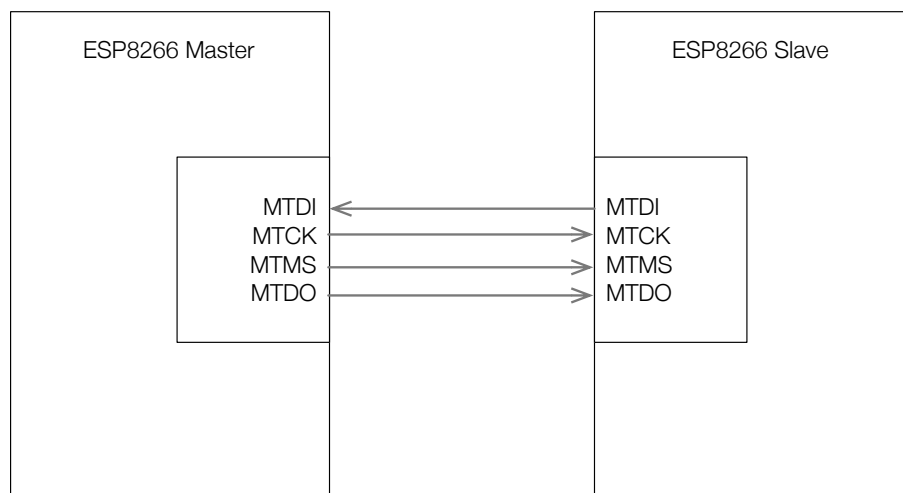 ESP8266 Master
ESP8266 Slave
MTDI
MTCK
MTMS
MTDO
MTDI
MTCK
MTMS
MTDO